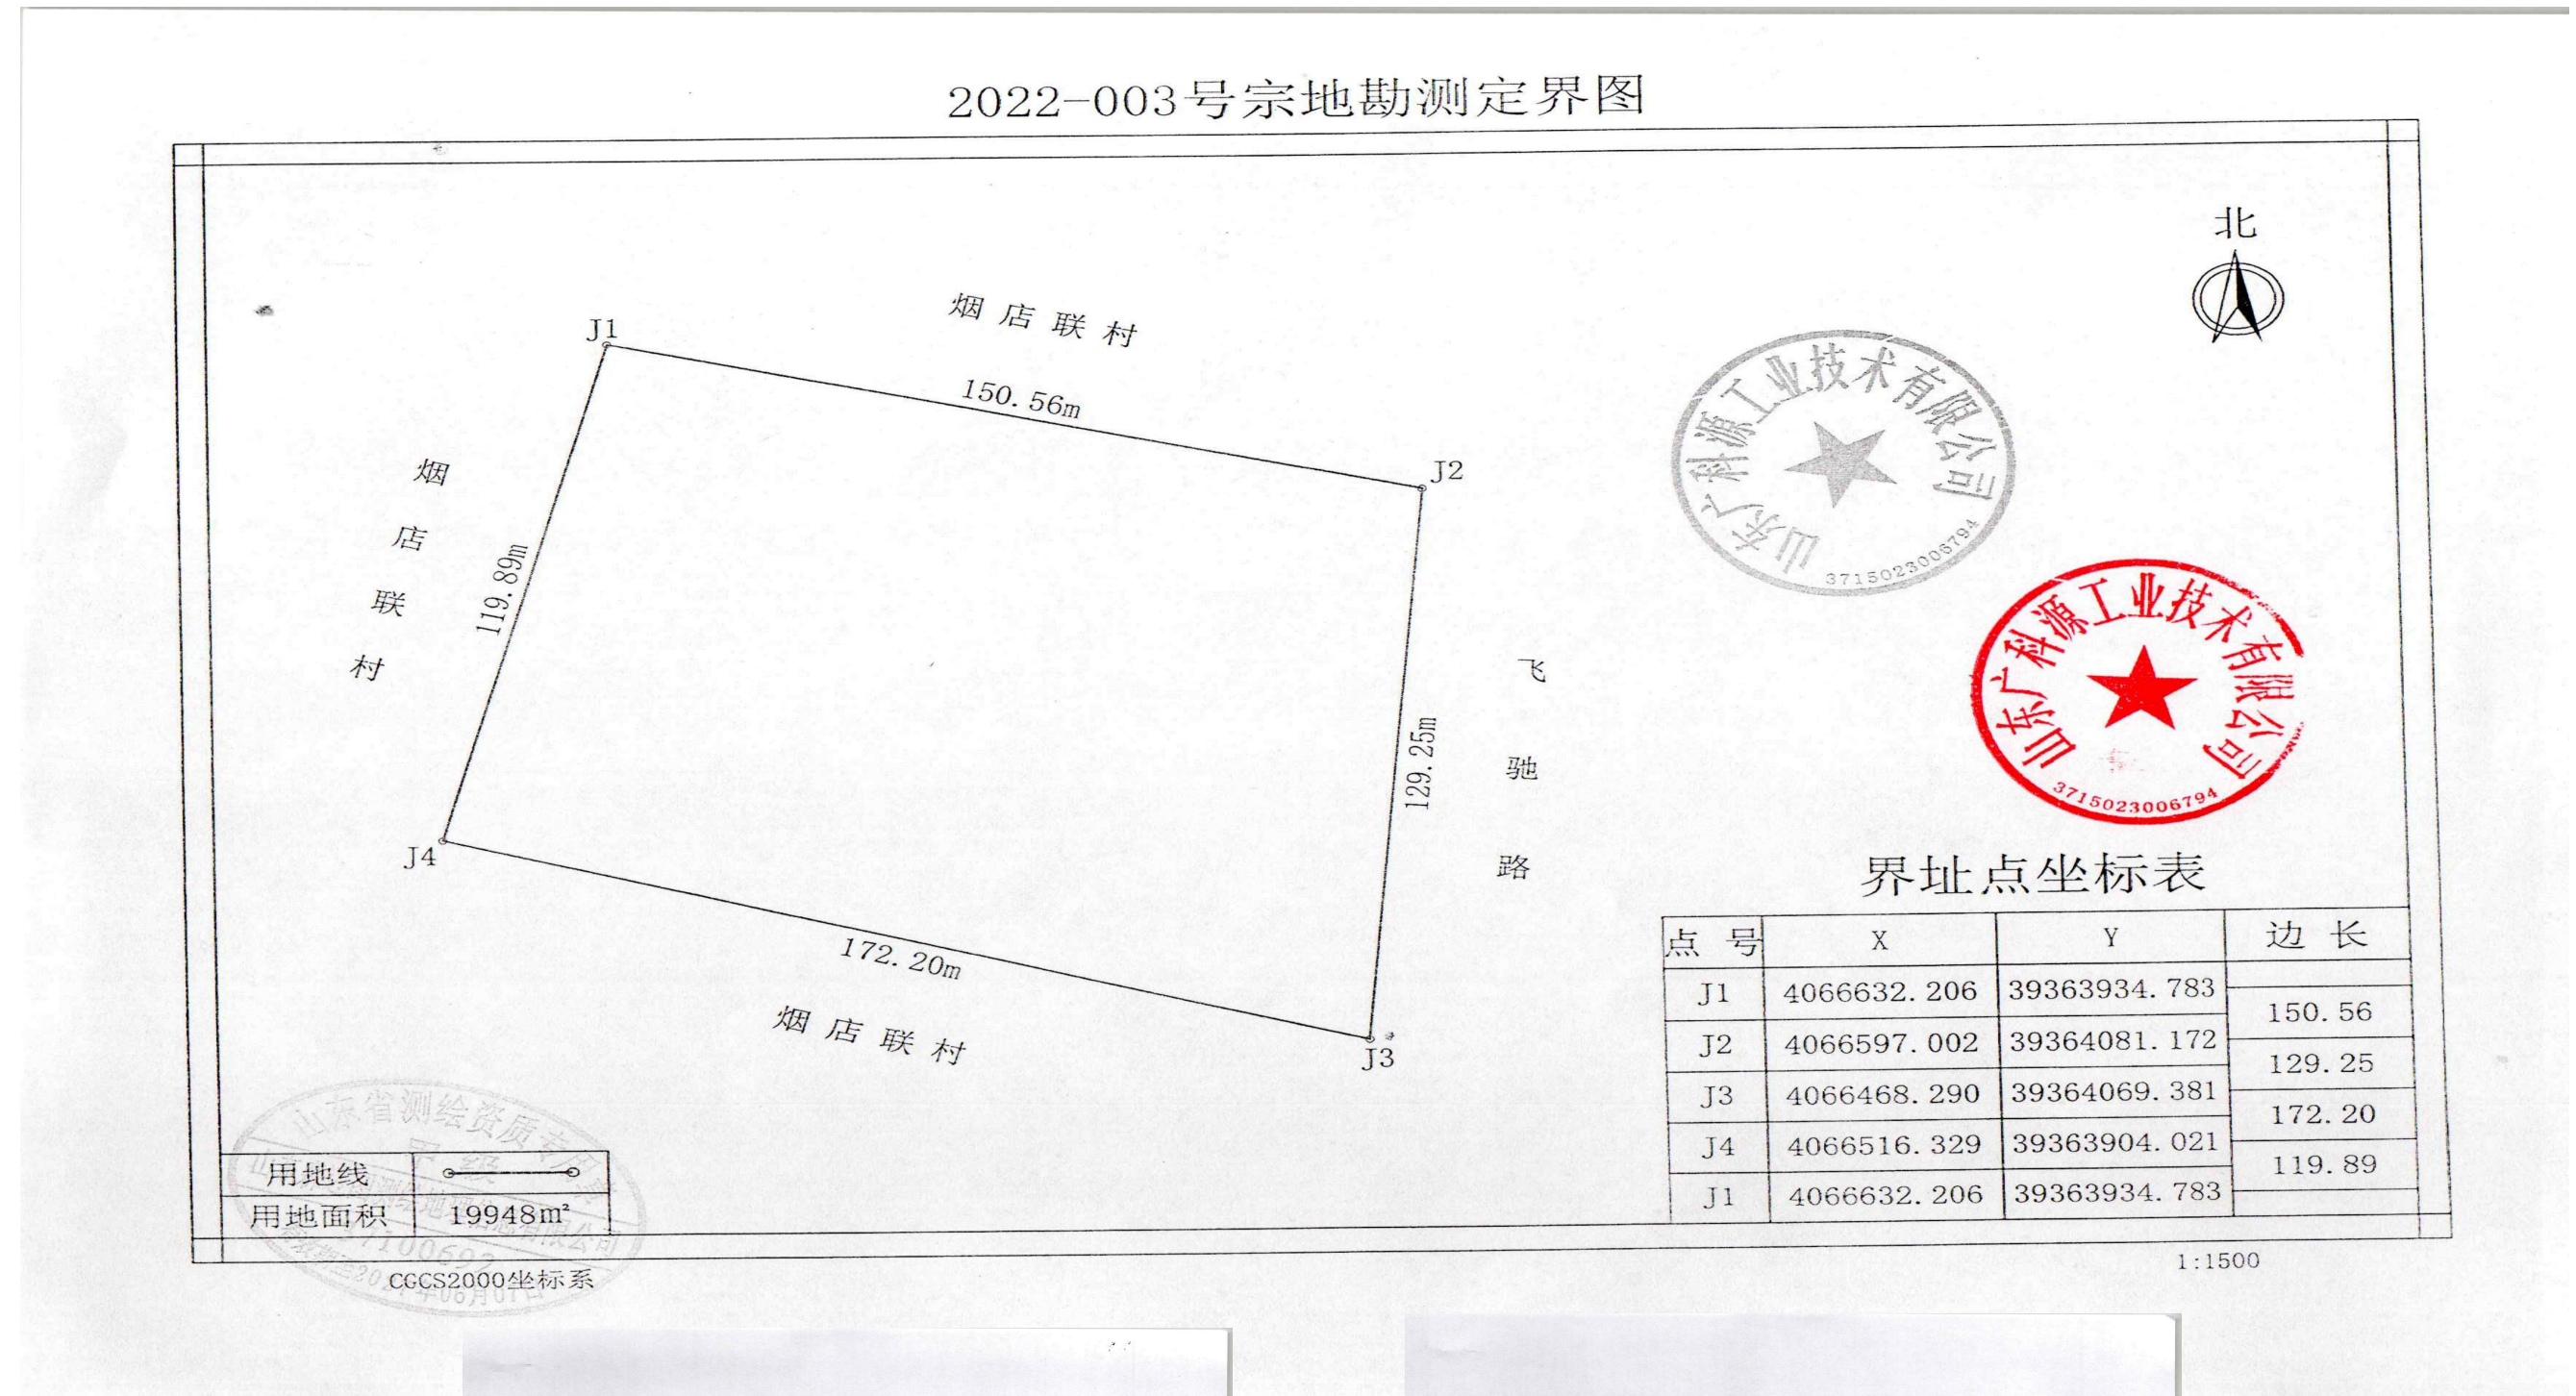 2022-003号宗地勘测定界图
北
烟店联村
J1
150.56m
J2
烟店联村
119.89m
飞驰路
129.25m
J4
172.20m
烟店联村
J3
山东广科源工业技术有限公司
3715023006794
山东广科源工业技术有限公司
3715023006794
界址点坐标表
点号 X Y 边长
J1 4066632.206 39363934.783
150.56
J2 4066597.002 39364081.172
129.25
J3 4066468.290 39364069.381
172.20
J4 4066516.329 39363904.021
119.89
J1 4066632.206 39363934.783
山东省测绘资质专用章
用地线
用地面积 19948m²
CGCS2000坐标系
1:1500